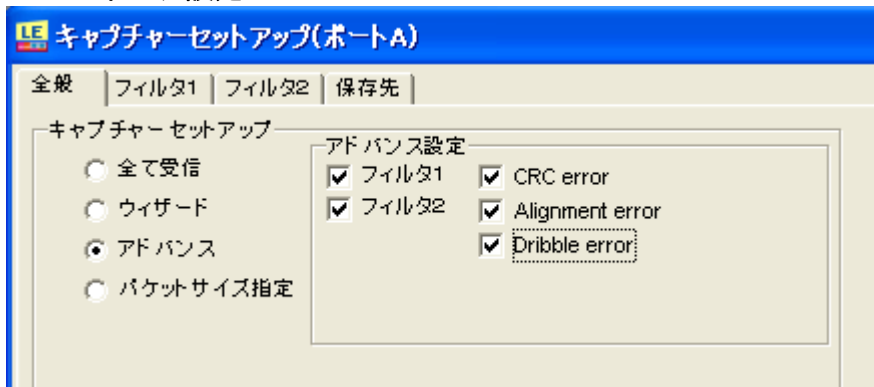 LE キャプチャーセットアップ(ポートA)
全般 フィルタ1 フィルタ2 保存先
キャプチャーセットアップ
全て受信
ウィザード
アドバンス
パケットサイズ指定
アドバンス設定
フィルタ1 CRC error
フィルタ2 Alignment error
Dribble error